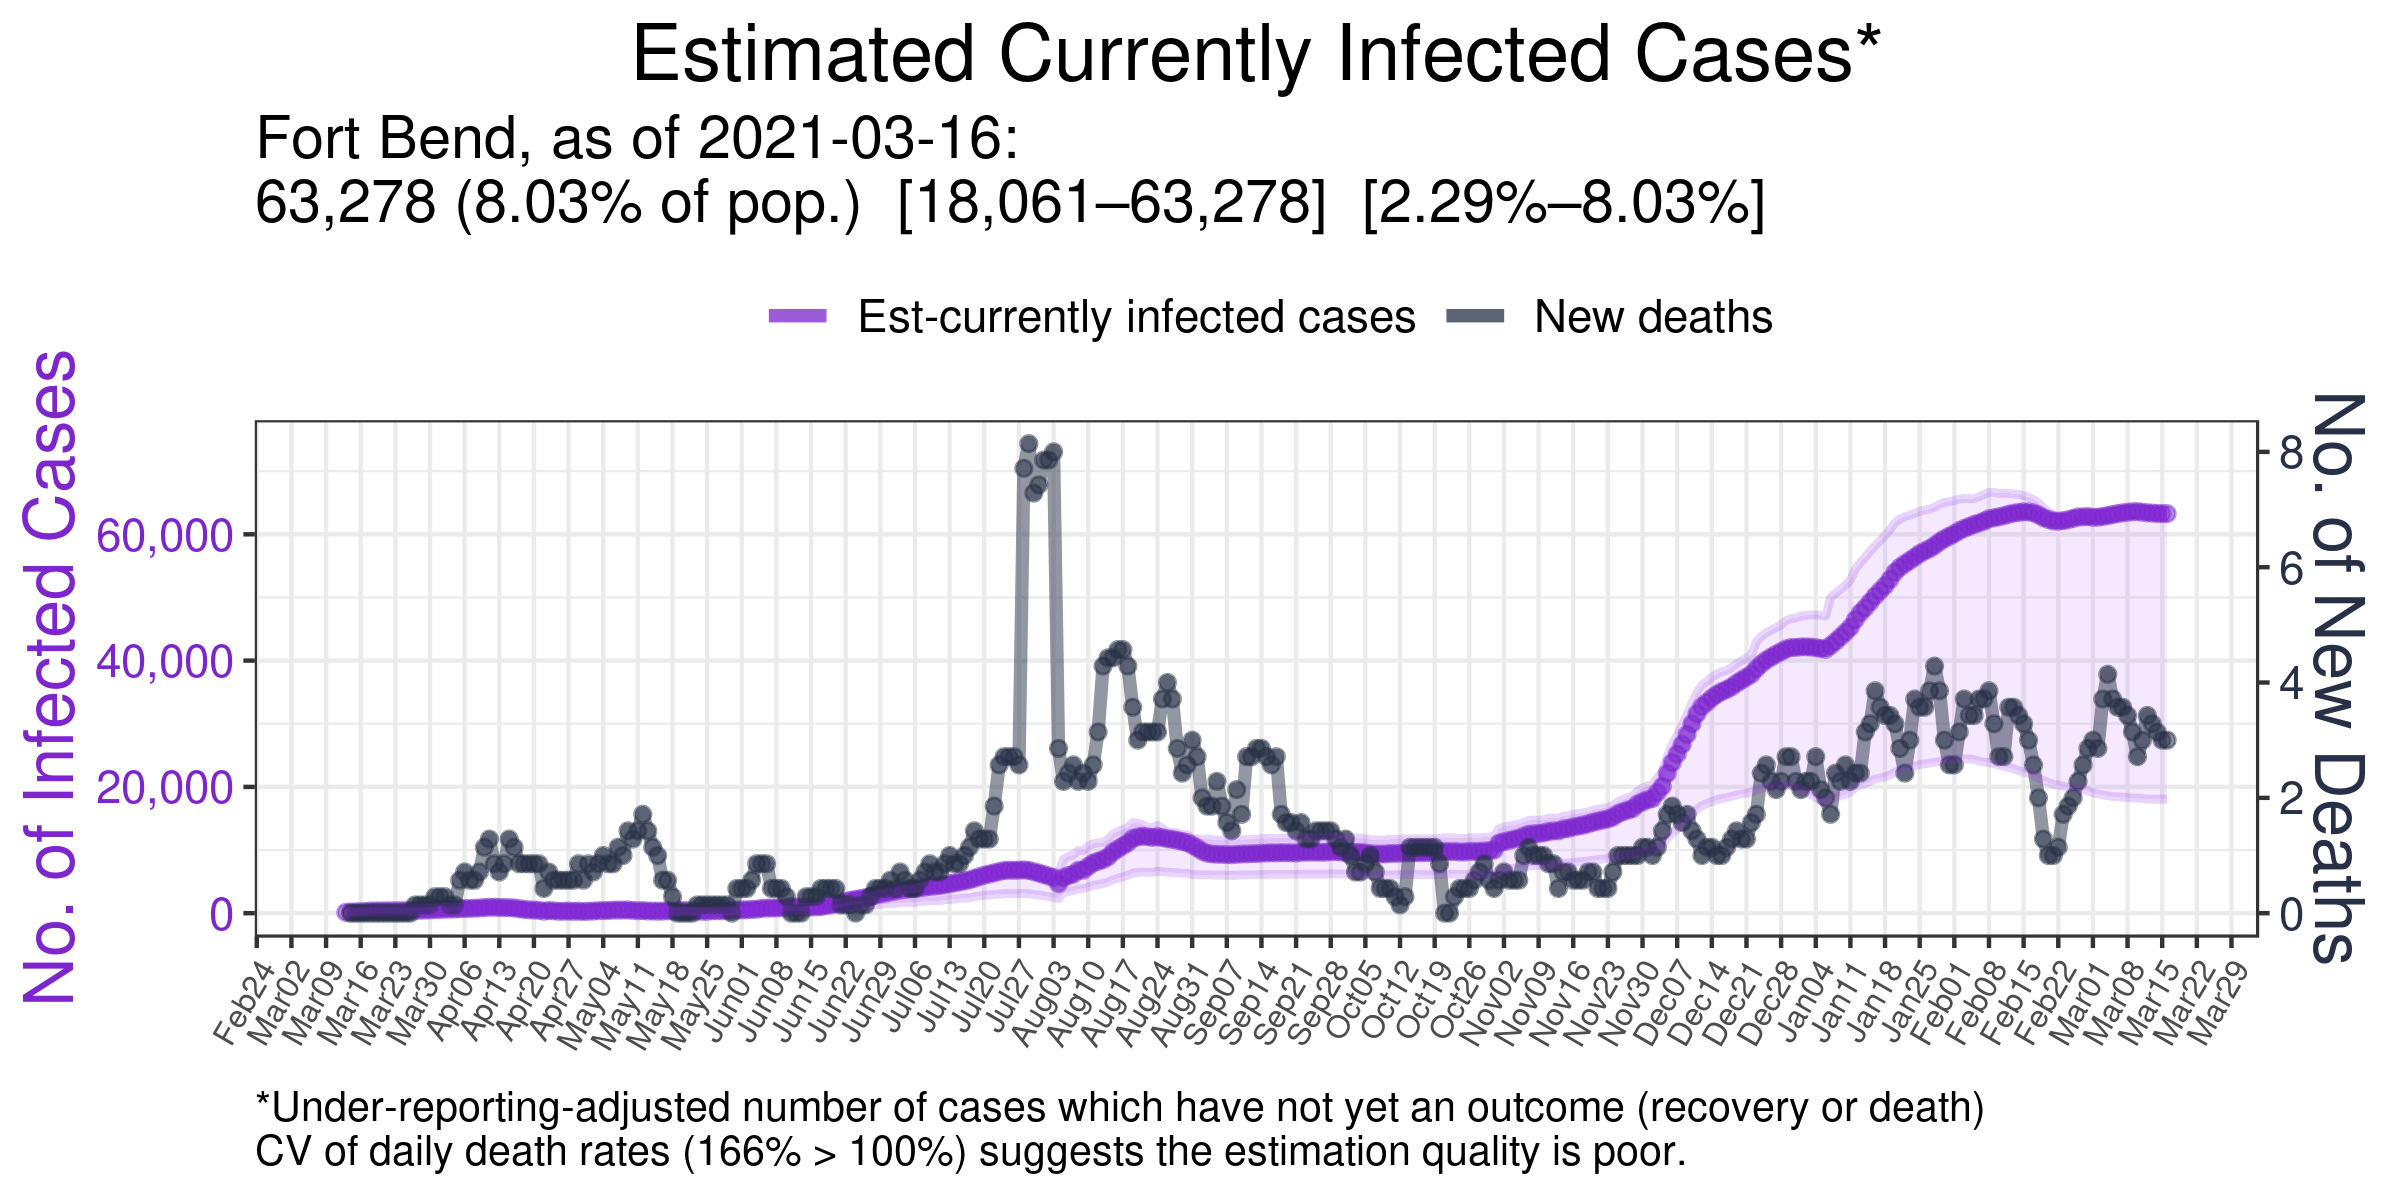 Estimated Currently Infected Cases*
Fort Bend, as of 2021-03-16:
63,278 (8.03% of pop.)  [18,061–63,278]  [2.29%–8.03%]
Est-currently infected cases
New deaths
No. of Infected Cases
60,000
40,000
20,000
0
8
6
4
2
0
No. of New Deaths
Feb24
Mar02
Mar09
Mar16
Mar23
Mar30
Apr06
Apr13
Apr20
Apr27
May04
May11
May18
May25
Jun01
Jun08
Jun15
Jun22
Jun29
Jul06
Jul13
Jul20
Jul27
Aug03
Aug10
Aug17
Aug24
Aug31
Sep07
Sep14
Sep21
Sep28
Oct05
Oct12
Oct19
Oct26
Nov02
Nov09
Nov16
Nov23
Nov30
Dec07
Dec14
Dec21
Dec28
Jan04
Jan11
Jan18
Jan25
Feb01
Feb08
Feb15
Feb22
Mar01
Mar08
Mar15
Mar22
Mar29
*Under-reporting-adjusted number of cases which have not yet an outcome (recovery or death)
CV of daily death rates (166% > 100%) suggests the estimation quality is poor.